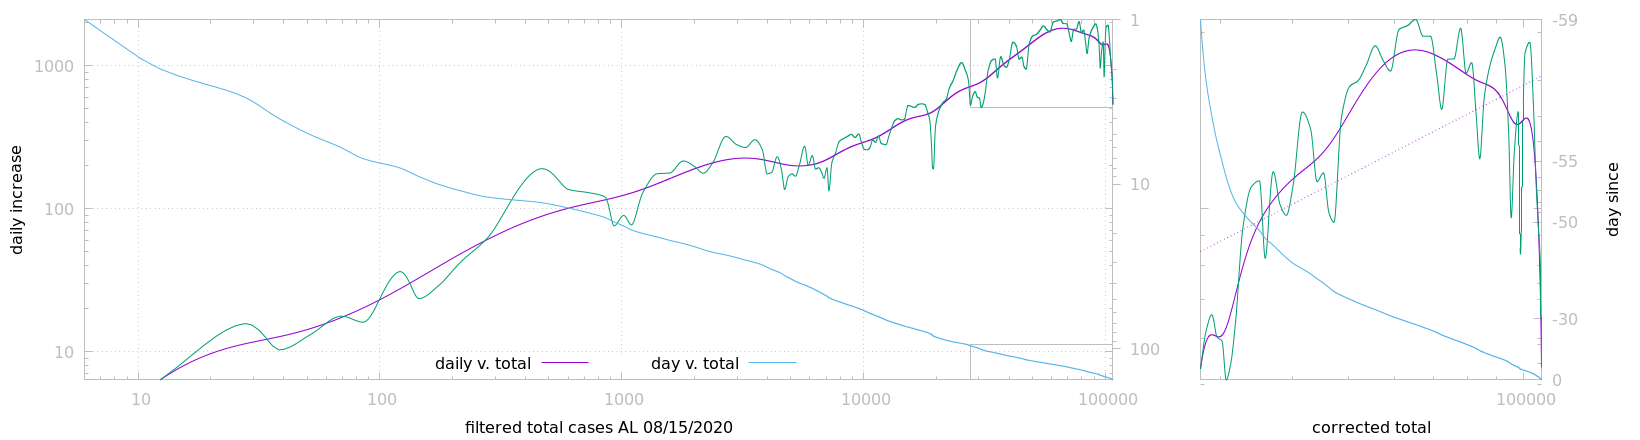 daily increase
1000
100
10
daily v. total
day v. total
1
10
100
10
100
1000
10000
100000
filtered total cases AL 08/15/2020
-59
-55
-50
-30
0
day since
100000
corrected total